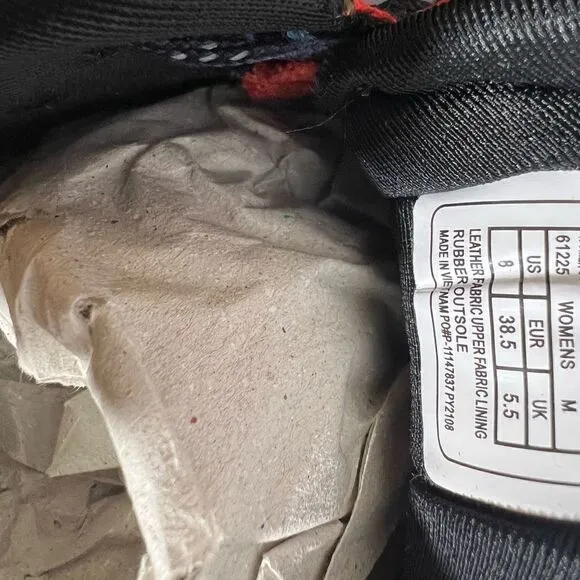 61225 WOMENS M
US EUR UK
8 38.5 5.5
LEATHER/FABRIC UPPER FABRIC LINING
RUBBER OUTSOLE
MADE IN VIETNAM PO#P-11147837 PY2108